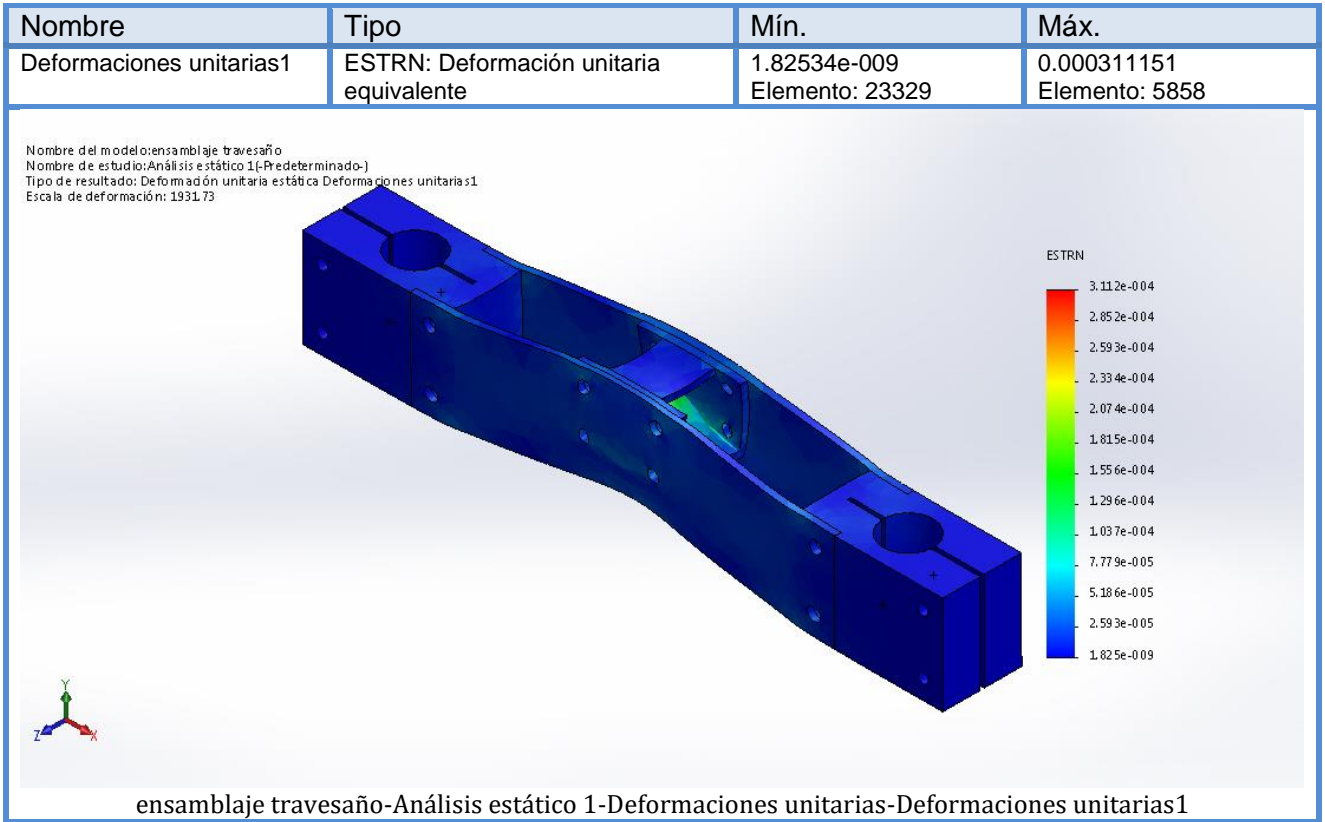 Nombre Tipo Mín. Máx.
Deformaciones unitarias1 ESTRN: Deformación unitaria 1.82534e-009 0.000311151
equivalente Elemento: 23329 Elemento: 5858
Nombre del modelo:ensamblaje travesaño
Nombre de estudio:Análisis estático 1(-Predeterminado-)
Tipo de resultado: Deformación unitaria estática Deformaciones unitarias1
Escala de deformación: 1931.73
ESTRN
3.112e-004
2.852e-004
2.593e-004
2.334e-004
2.074e-004
1.815e-004
1.556e-004
1.296e-004
1.037e-004
7.779e-005
5.186e-005
2.593e-005
1.825e-009
Y
Z X
ensamblaje travesaño-Análisis estático 1-Deformaciones unitarias-Deformaciones unitarias1